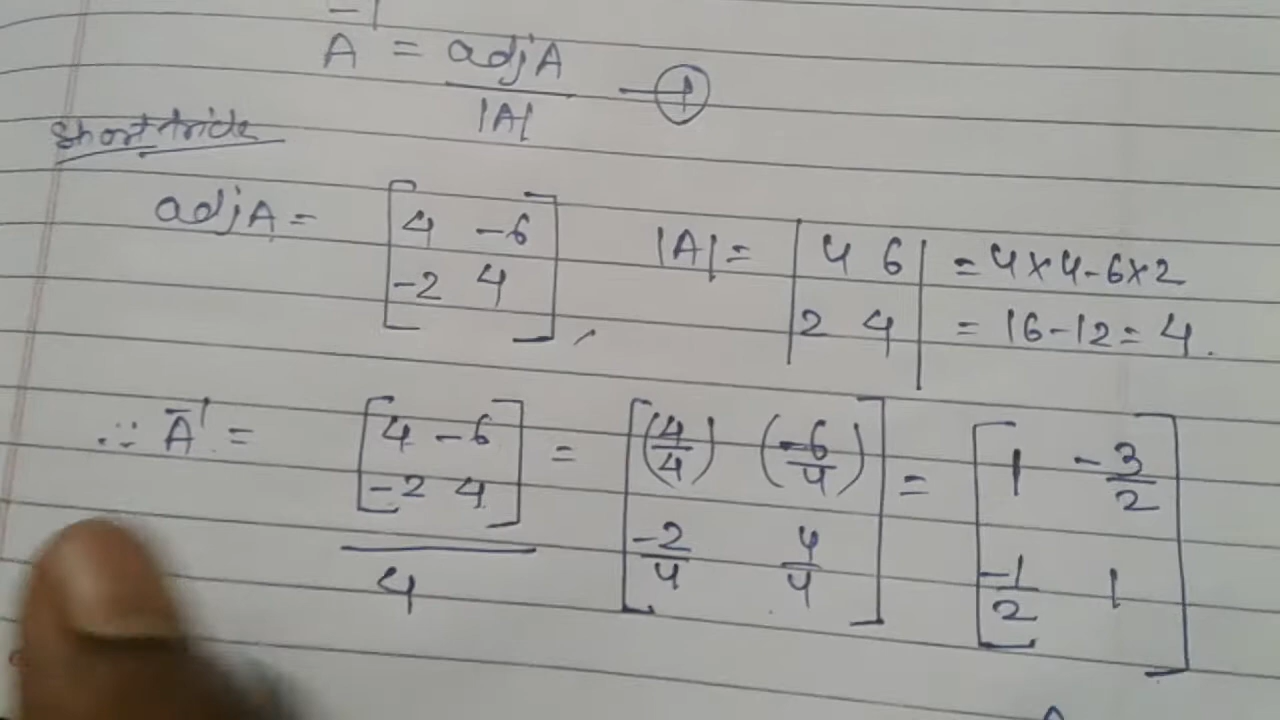 A⁻¹ = adjA / |A| — ①
Short trick
adjA = [4 -6; -2 4], |A| = |4 6; 2 4| = 4×4-6×2
= 16-12 = 4.
∴ A⁻¹ = [4 -6; -2 4] / 4 = [(4/4) (-6/4); -2/4 4/4] = [1 -3/2; -1/2 1]